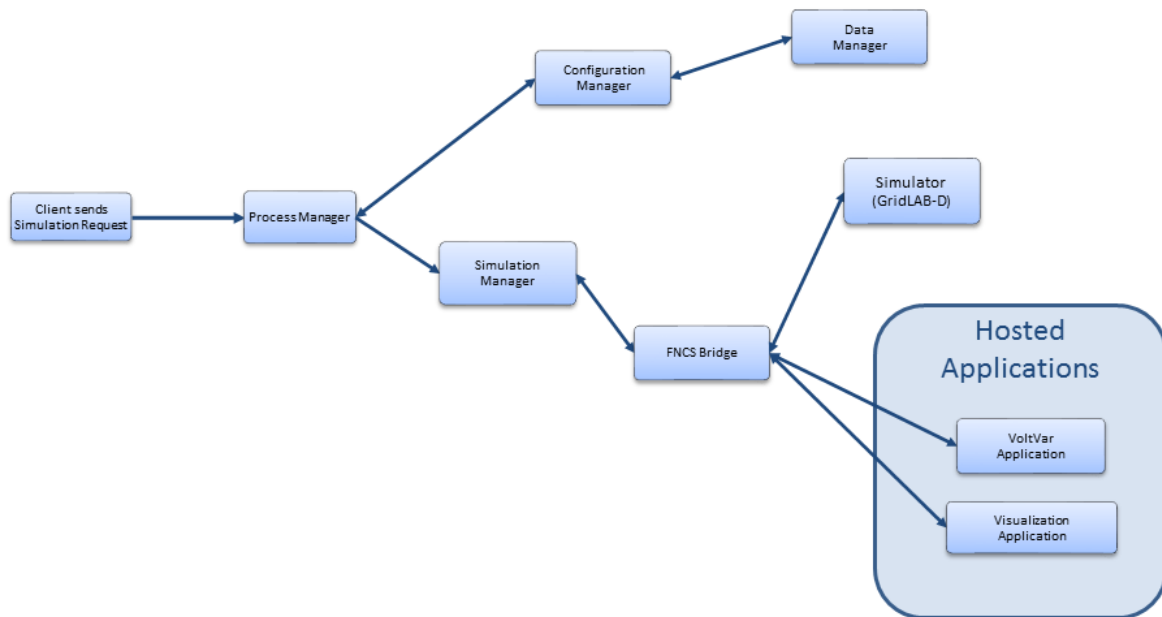 Data
Manager
Configuration
Manager
Simulator
(GridLAB-D)
Client sends
Simulation Request
Process Manager
Simulation
Manager
FNCS Bridge
Hosted
Applications
VoltVar
Application
Visualization
Application